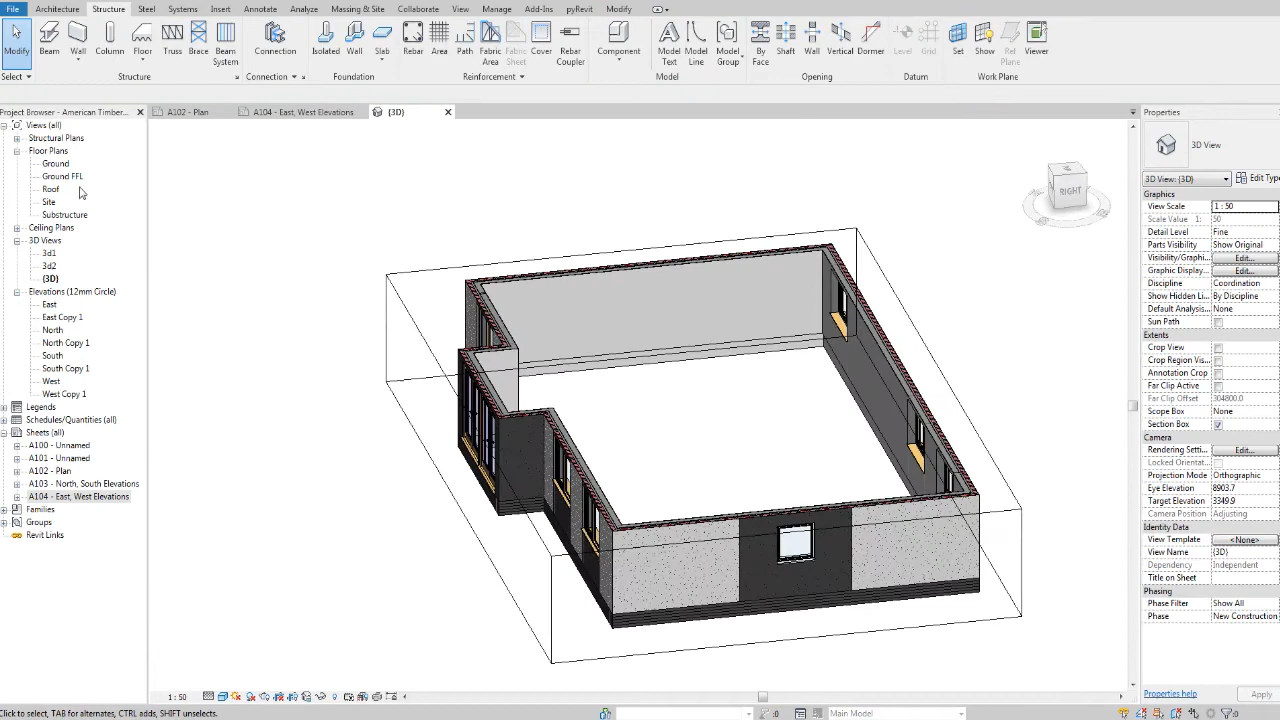 File Architecture Structure Steel Systems Insert Annotate Analyze Massing & Site Collaborate View Manage Add-Ins pyRevit Modify
Modify Beam Wall Column Floor Truss Brace Beam System Connection Isolated Wall Slab Rebar Area Path Fabric Area Fabric Sheet Cover Rebar Coupler Component Model Text Model Line Model Group By Face Shaft Wall Vertical Dormer Level Grid Set Show Ref Plane Viewer
Select Structure Connection Foundation Reinforcement Model Opening Datum Work Plane
Project Browser - American Timber...
A102 - Plan A104 - East, West Elevations {3D}
Views (all)
Structural Plans
Floor Plans
Ground
Ground FFL
Roof
Site
Substructure
Ceiling Plans
3D Views
3d1
3d2
{3D}
Elevations (12mm Circle)
East
East Copy 1
North
North Copy 1
South
South Copy 1
West
West Copy 1
Legends
Schedules/Quantities (all)
Sheets (all)
A100 - Unnamed
A101 - Unnamed
A102 - Plan
A103 - North, South Elevations
A104 - East, West Elevations
Families
Groups
Revit Links
RIGHT
Properties
3D View
3D View: {3D} Edit Type
Graphics
View Scale 1 : 50
Scale Value 1: 50
Detail Level Fine
Parts Visibility Show Original
Visibility/Graphi... Edit...
Graphic Display... Edit...
Discipline Coordination
Show Hidden Li... By Discipline
Default Analysis... None
Sun Path
Extents
Crop View
Crop Region Vis...
Annotation Crop
Far Clip Active
Far Clip Offset 304800.0
Scope Box None
Section Box
Camera
Rendering Setti... Edit...
Locked Orientat...
Projection Mode Orthographic
Eye Elevation 8903.7
Target Elevation 3349.9
Camera Position Adjusting
Identity Data
View Template <None>
View Name {3D}
Dependency Independent
Title on Sheet
Phasing
Phase Filter Show All
Phase New Construction
Properties help Apply
1 : 50
Click to select, TAB for alternates, CTRL adds, SHIFT unselects. :0 Main Model :0